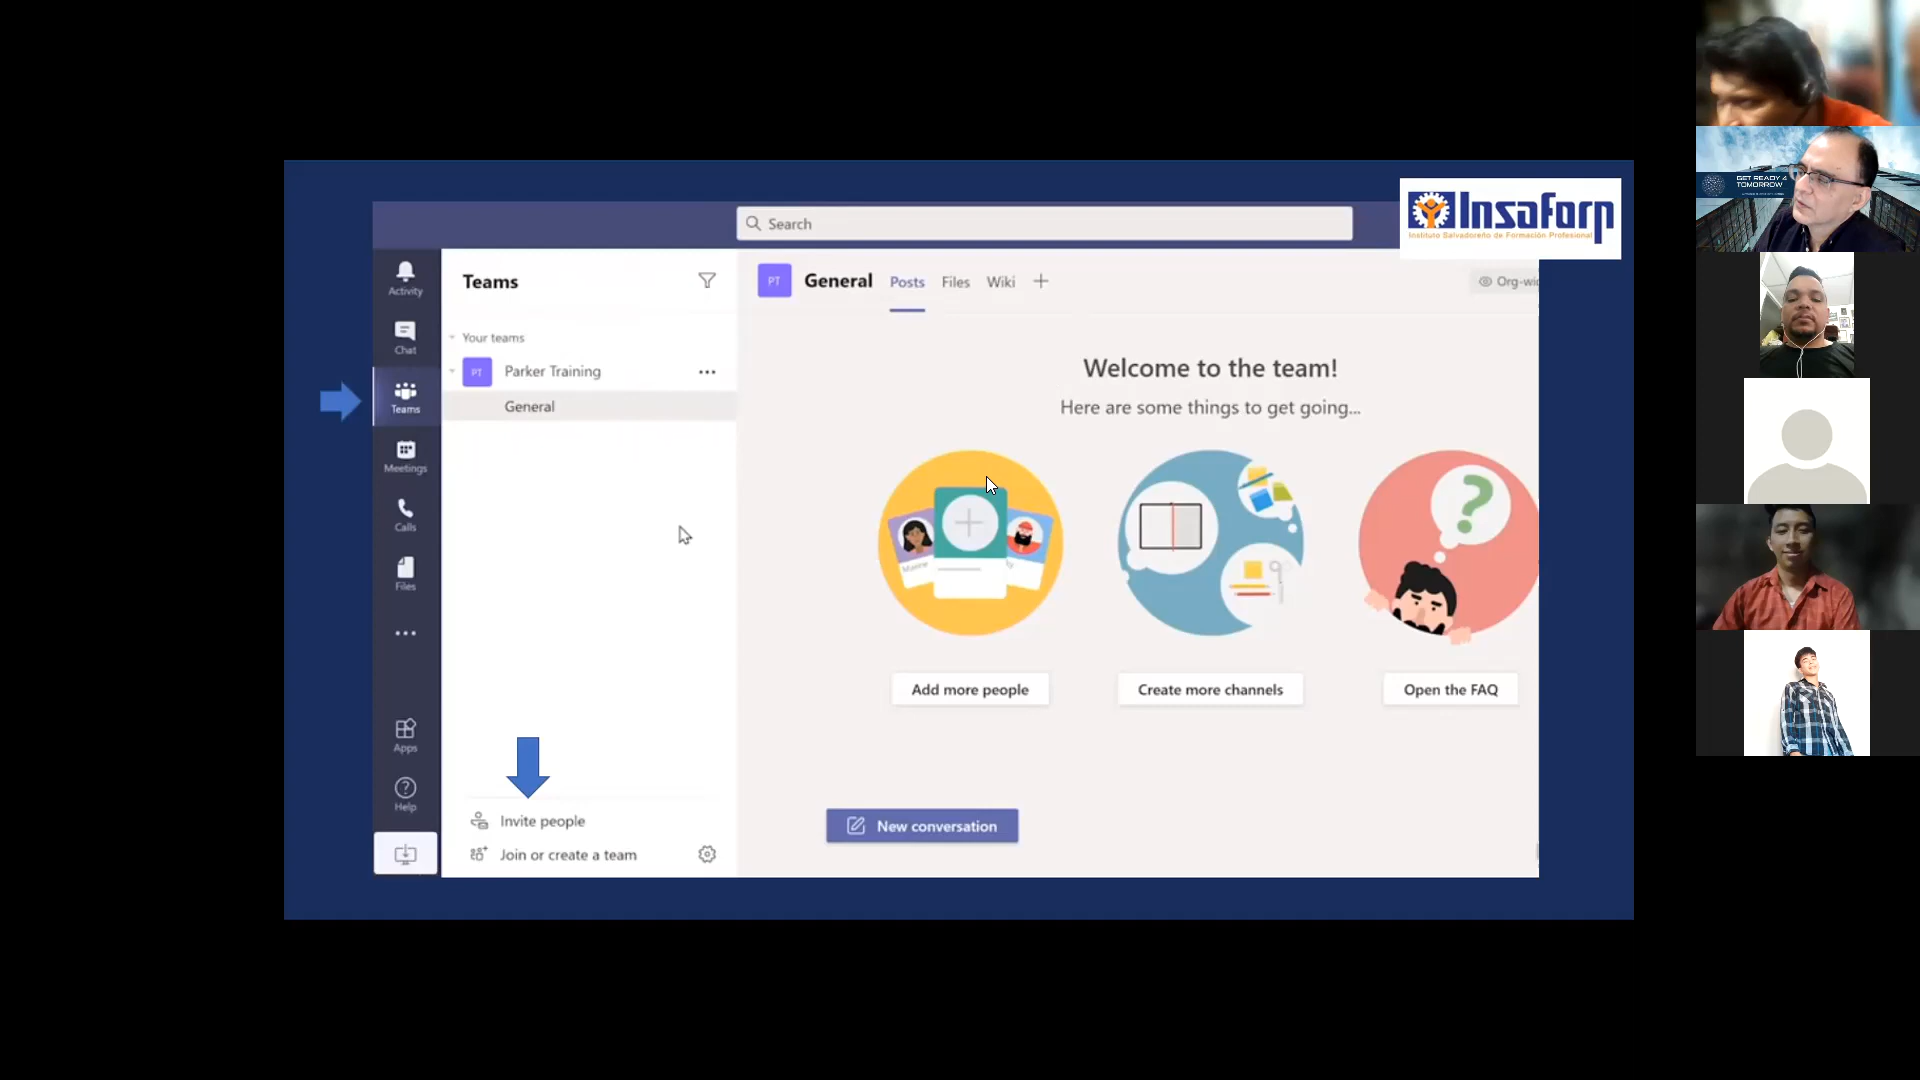 Search
Insaforp
Instituto Salvadoreño de Formación Profesional
Activity
Chat
Teams
Meetings
Calls
Files
Apps
Help
Teams
Your teams
PT Parker Training
General
Invite people
Join or create a team
PT General Posts Files Wiki
Welcome to the team!
Here are some things to get going...
Maxine
Add more people
Create more channels
Open the FAQ
New conversation
GET READY 4
TOMORROW